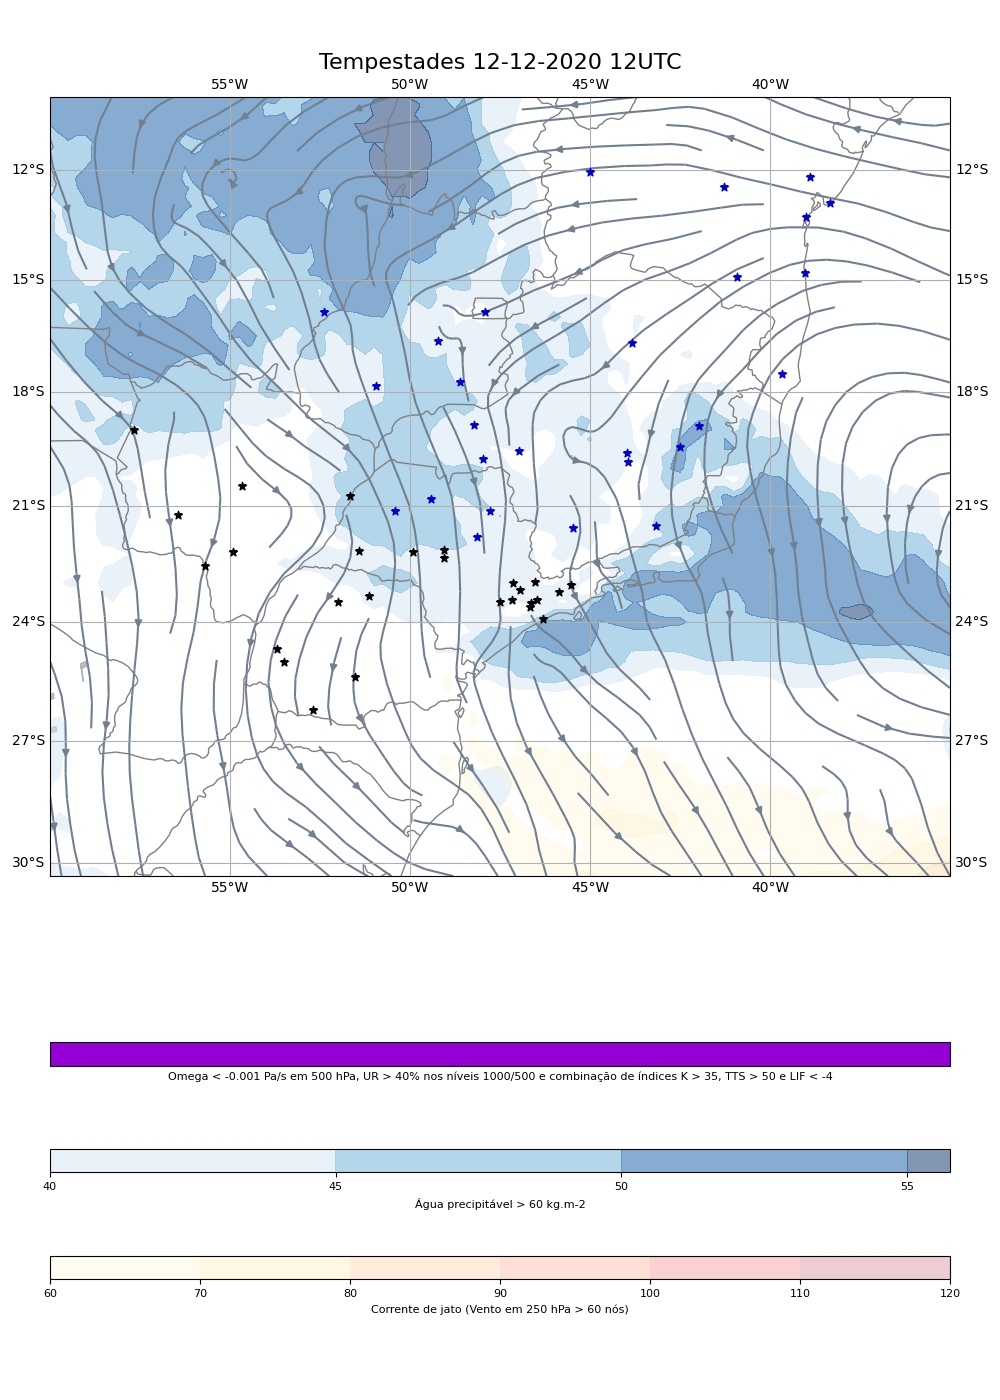 Tempestades 12-12-2020 12UTC
55°W 50°W 45°W 40°W
12°S 12°S
15°S 15°S
18°S 18°S
21°S 21°S
24°S 24°S
27°S 27°S
30°S 30°S
55°W 50°W 45°W 40°W
Omega < -0.001 Pa/s em 500 hPa, UR > 40% nos níveis 1000/500 e combinação de índices K > 35, TTS > 50 e LIF < -4
40 45 50 55
Água precipitável > 60 kg.m-2
60 70 80 90 100 110 120
Corrente de jato (Vento em 250 hPa > 60 nós)